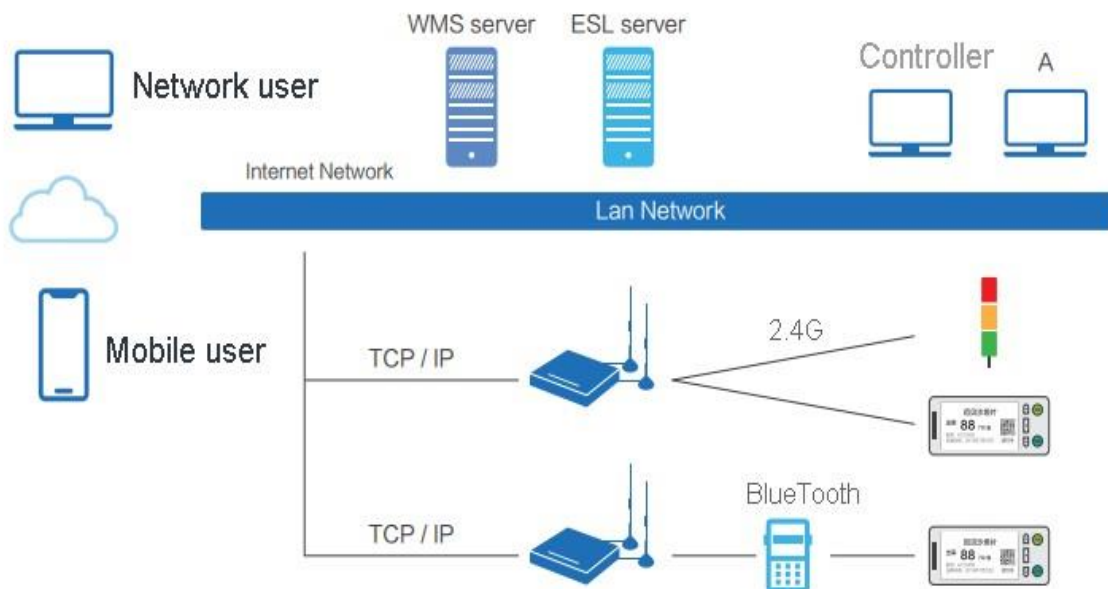 WMS server
ESL server
Controller
A
Network user
Internet Network
Lan Network
Mobile user
TCP / IP
2.4G
88
TCP / IP
BlueTooth
88